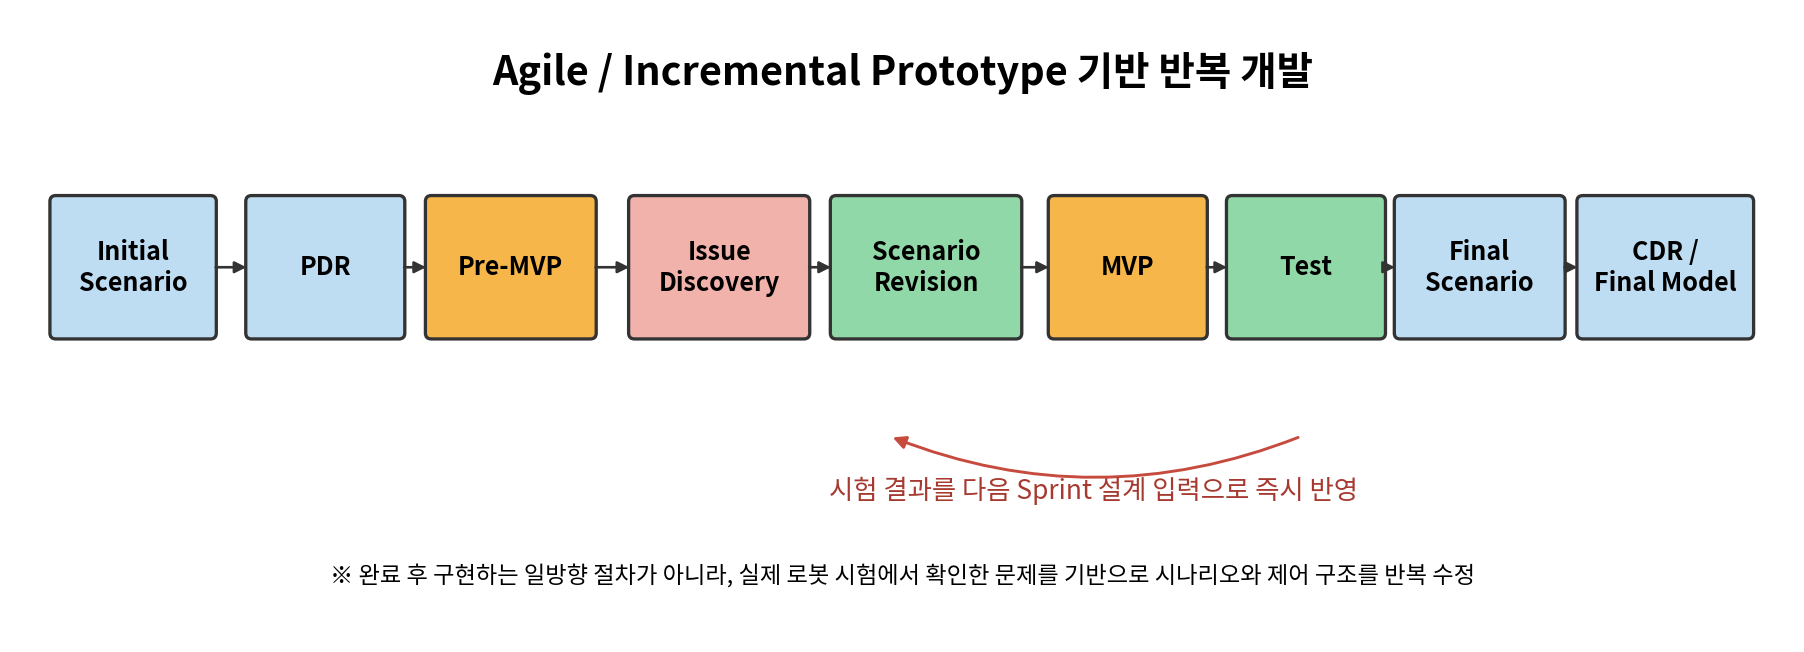 Agile / Incremental Prototype 기반 반복 개발
Initial
Scenario
PDR
Pre-MVP
Issue
Discovery
Scenario
Revision
MVP
Test
Final
Scenario
CDR /
Final Model
시험 결과를 다음 Sprint 설계 입력으로 즉시 반영
※ 완료 후 구현하는 일방향 절차가 아니라, 실제 로봇 시험에서 확인한 문제를 기반으로 시나리오와 제어 구조를 반복 수정